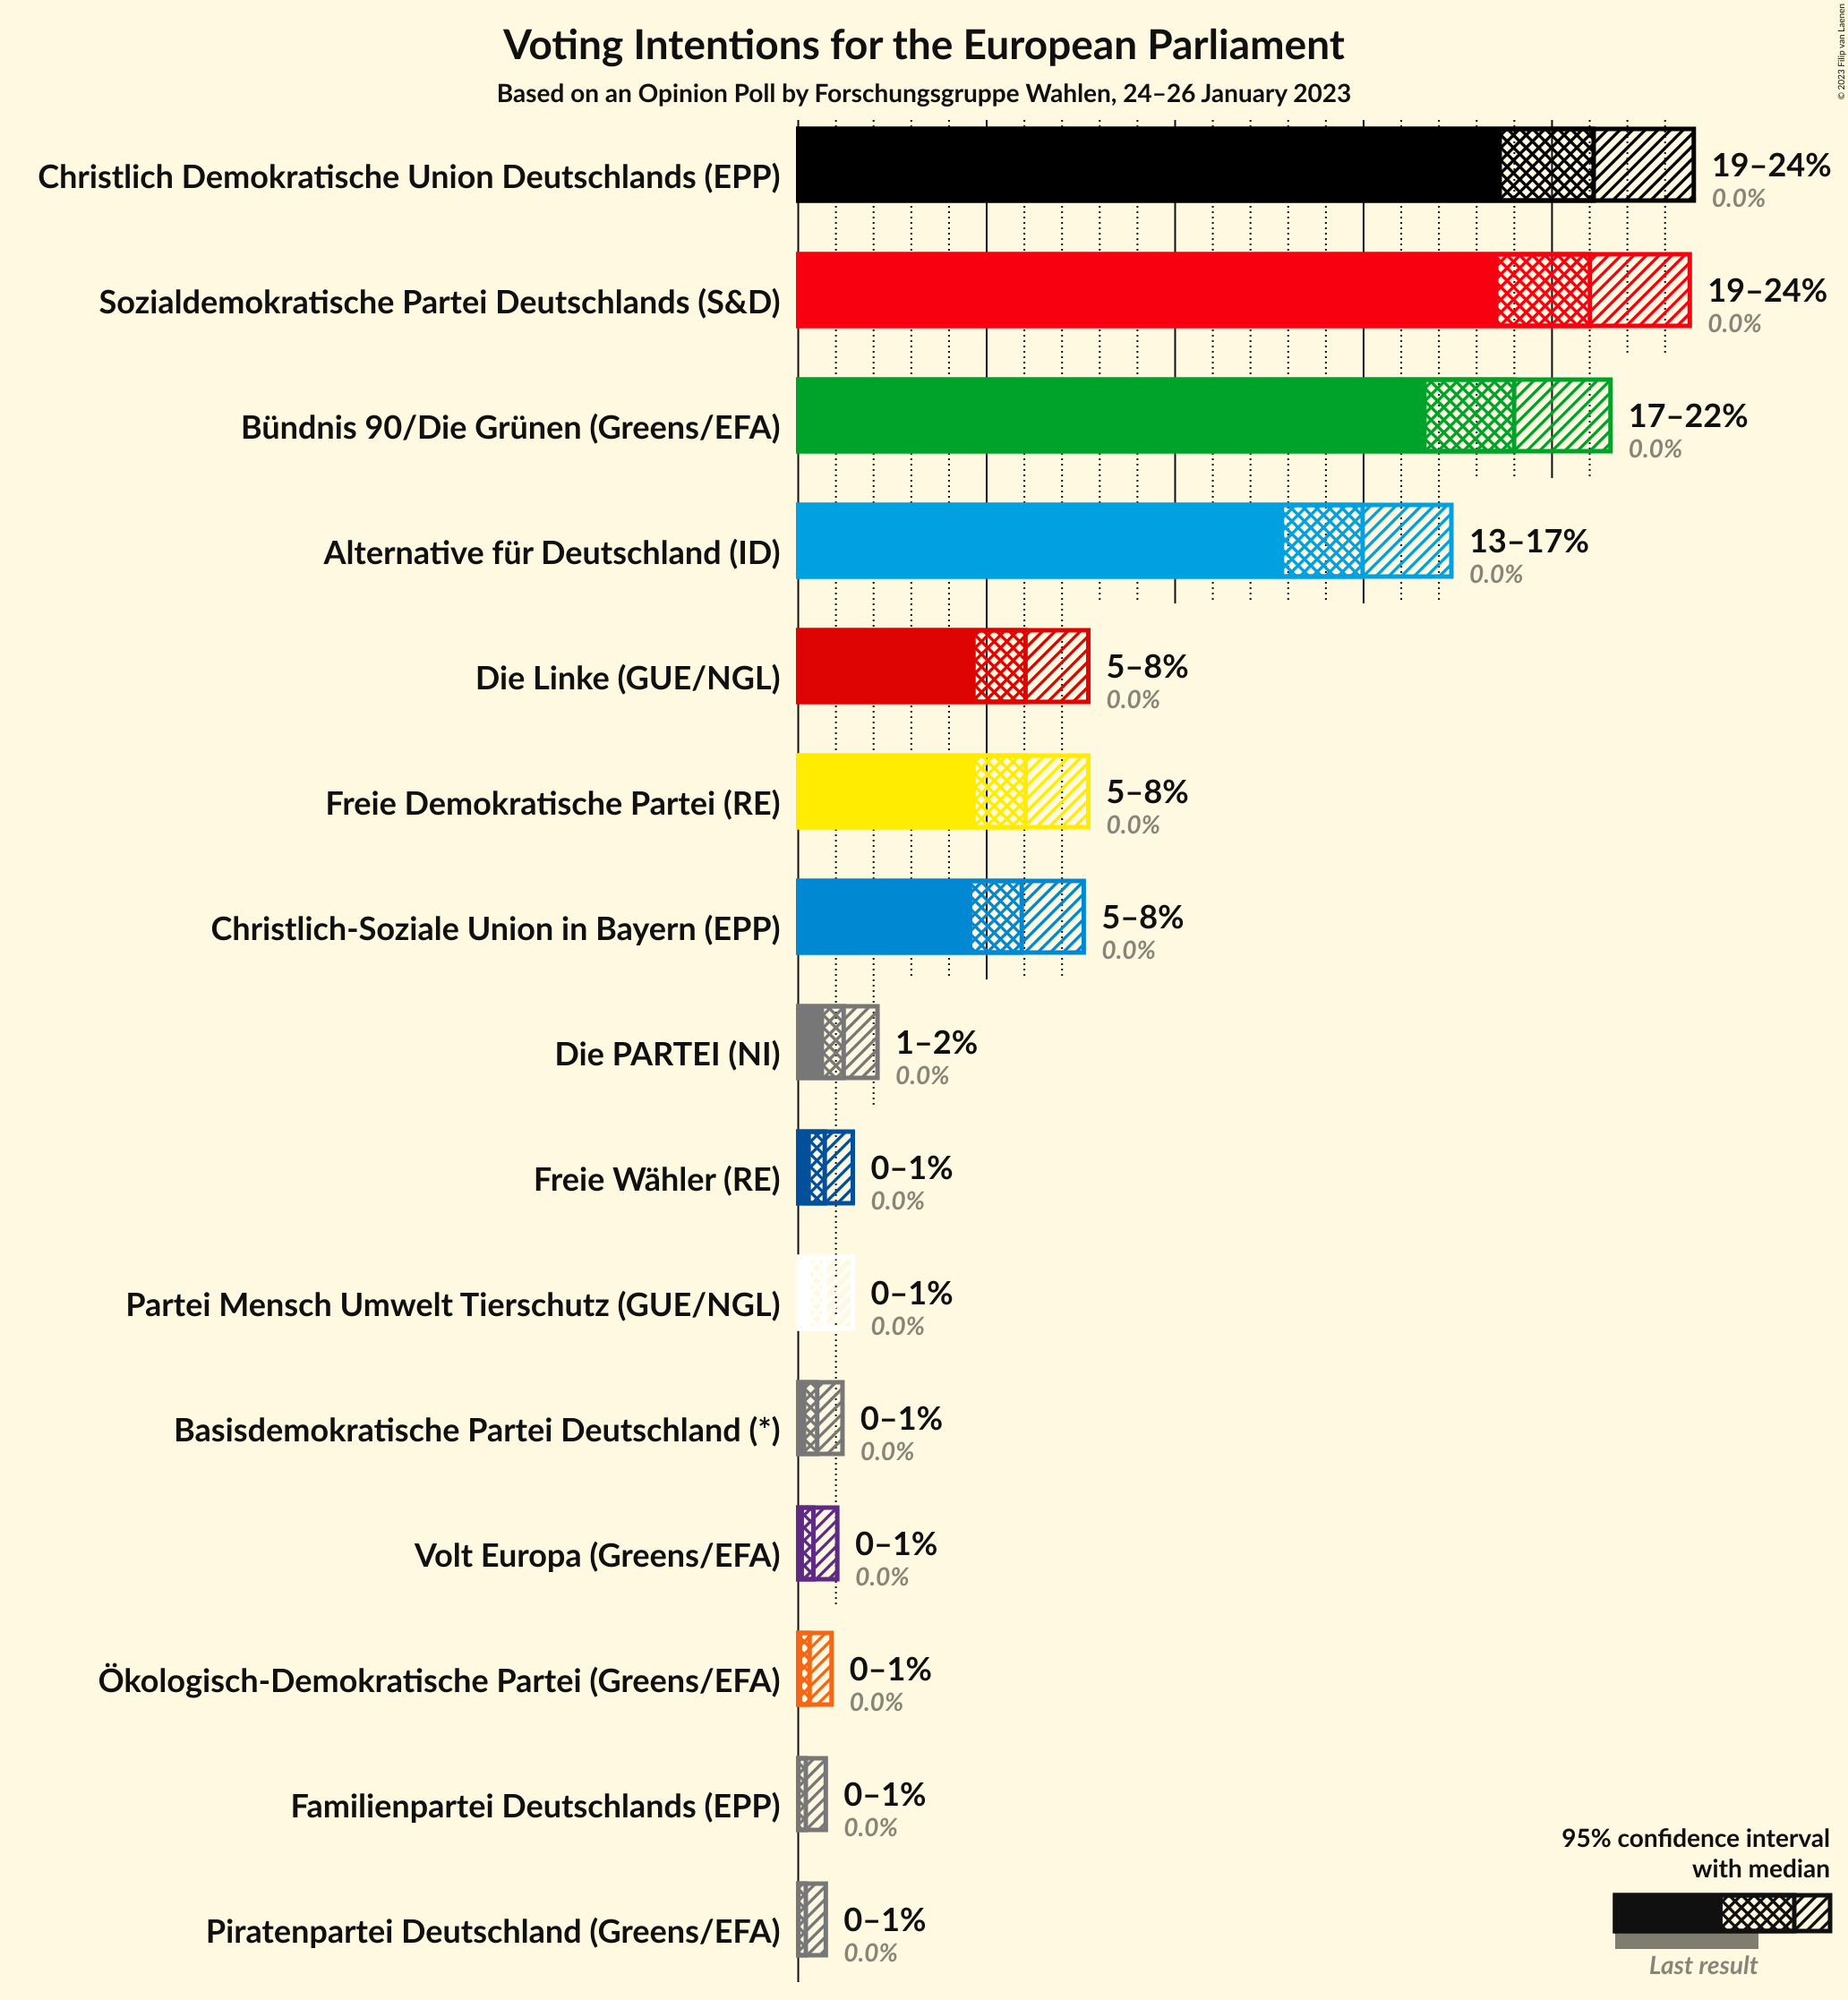 Voting Intentions for the European Parliament
Based on an Opinion Poll by Forschungsgruppe Wahlen, 24–26 January 2023
© 2023 Filip van Laenen
Christlich Demokratische Union Deutschlands (EPP)
19–24%
0.0%
Sozialdemokratische Partei Deutschlands (S&D)
19–24%
0.0%
Bündnis 90/Die Grünen (Greens/EFA)
17–22%
0.0%
Alternative für Deutschland (ID)
13–17%
0.0%
Die Linke (GUE/NGL)
5–8%
0.0%
Freie Demokratische Partei (RE)
5–8%
0.0%
Christlich-Soziale Union in Bayern (EPP)
5–8%
0.0%
Die PARTEI (NI)
1–2%
0.0%
Freie Wähler (RE)
0–1%
0.0%
Partei Mensch Umwelt Tierschutz (GUE/NGL)
0–1%
0.0%
Basisdemokratische Partei Deutschland (*)
0–1%
0.0%
Volt Europa (Greens/EFA)
0–1%
0.0%
Ökologisch-Demokratische Partei (Greens/EFA)
0–1%
0.0%
Familienpartei Deutschlands (EPP)
0–1%
0.0%
Piratenpartei Deutschland (Greens/EFA)
0–1%
0.0%
95% confidence interval
with median
Last result